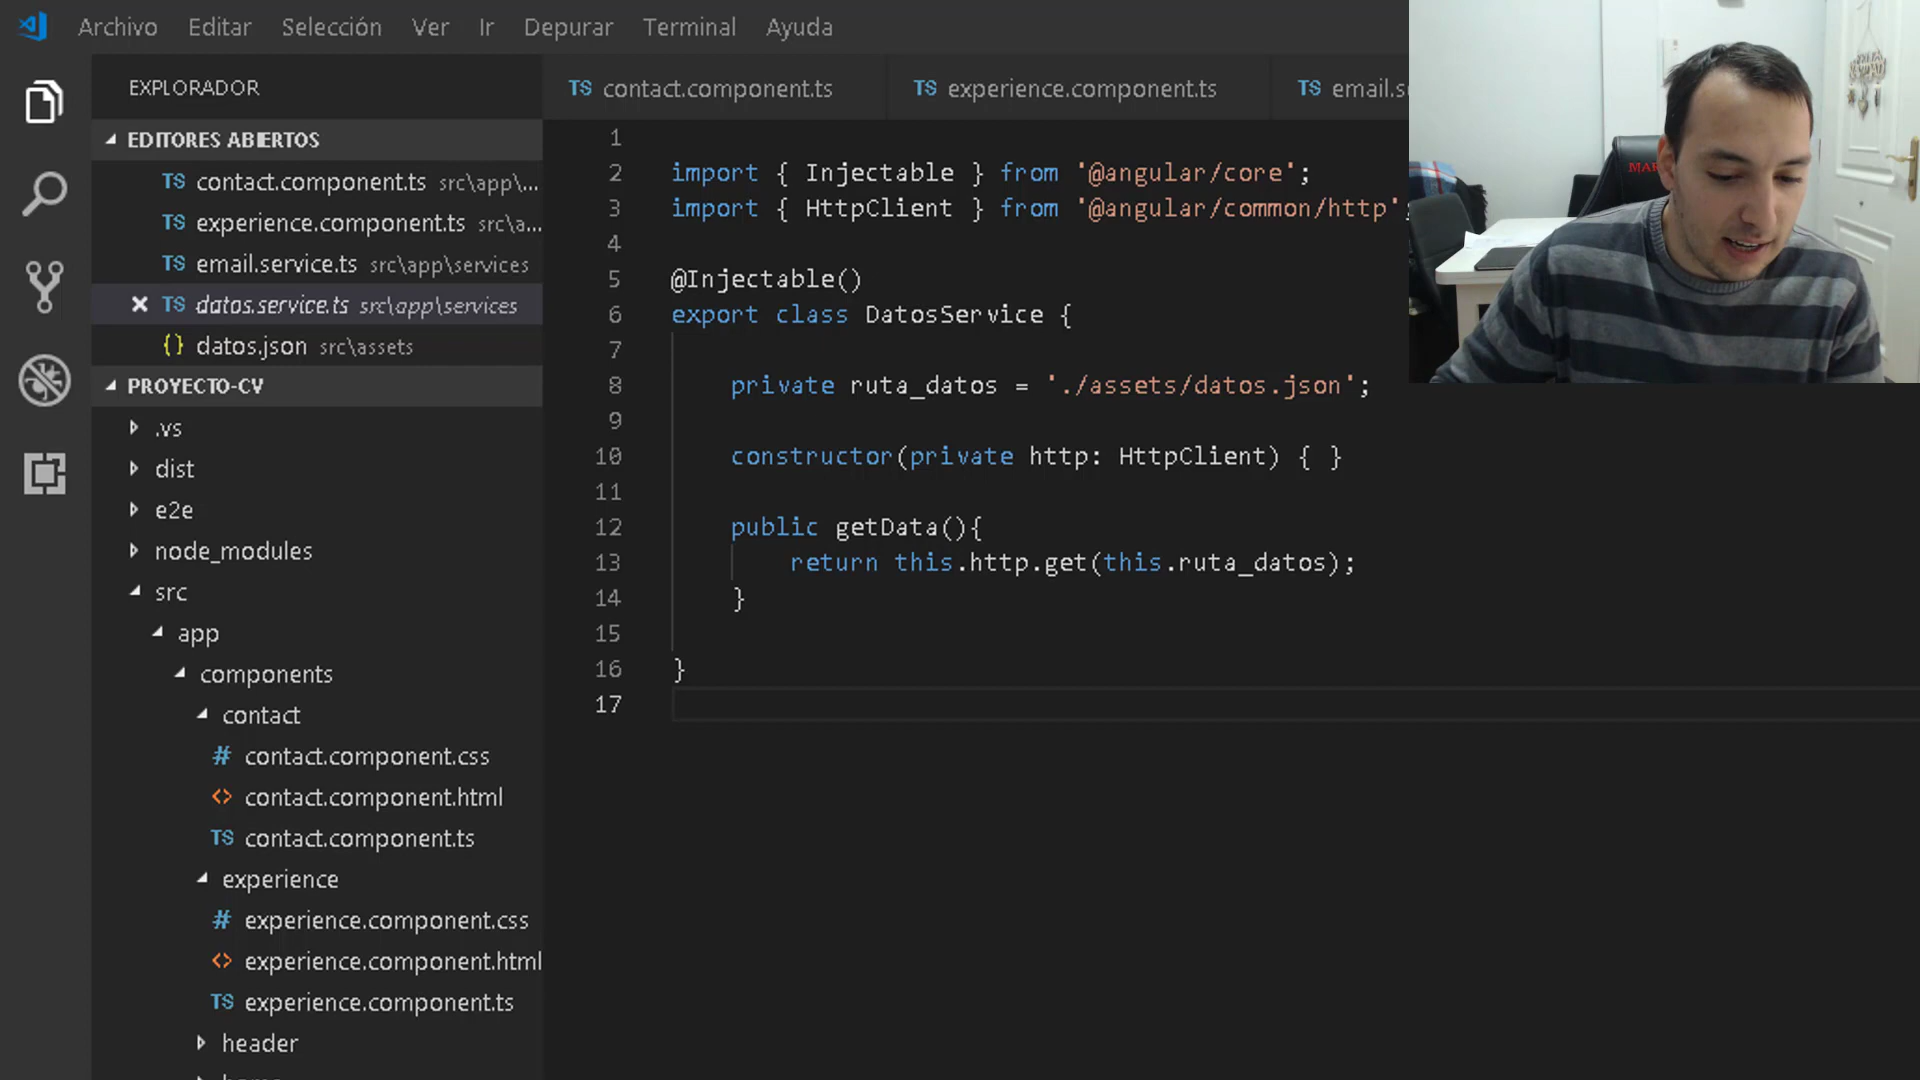 Archivo Editar Selección Ver Ir Depurar Terminal Ayuda
EXPLORADOR
EDITORES ABIERTOS
TS contact.component.ts src\app\...
TS experience.component.ts src\a...
TS email.service.ts src\app\services
TS datos.service.ts src\app\services
{} datos.json src\assets
PROYECTO-CV
.vs
dist
e2e
node_modules
src
app
components
contact
# contact.component.css
<> contact.component.html
TS contact.component.ts
experience
# experience.component.css
<> experience.component.html
TS experience.component.ts
header
TS contact.component.ts
TS experience.component.ts
TS email.s
1
2 import { Injectable } from '@angular/core';
3 import { HttpClient } from '@angular/common/http';
4
5 @Injectable()
6 export class DatosService {
7
8 private ruta_datos = './assets/datos.json';
9
10 constructor(private http: HttpClient) { }
11
12 public getData(){
13 return this.http.get(this.ruta_datos);
14 }
15
16 }
17